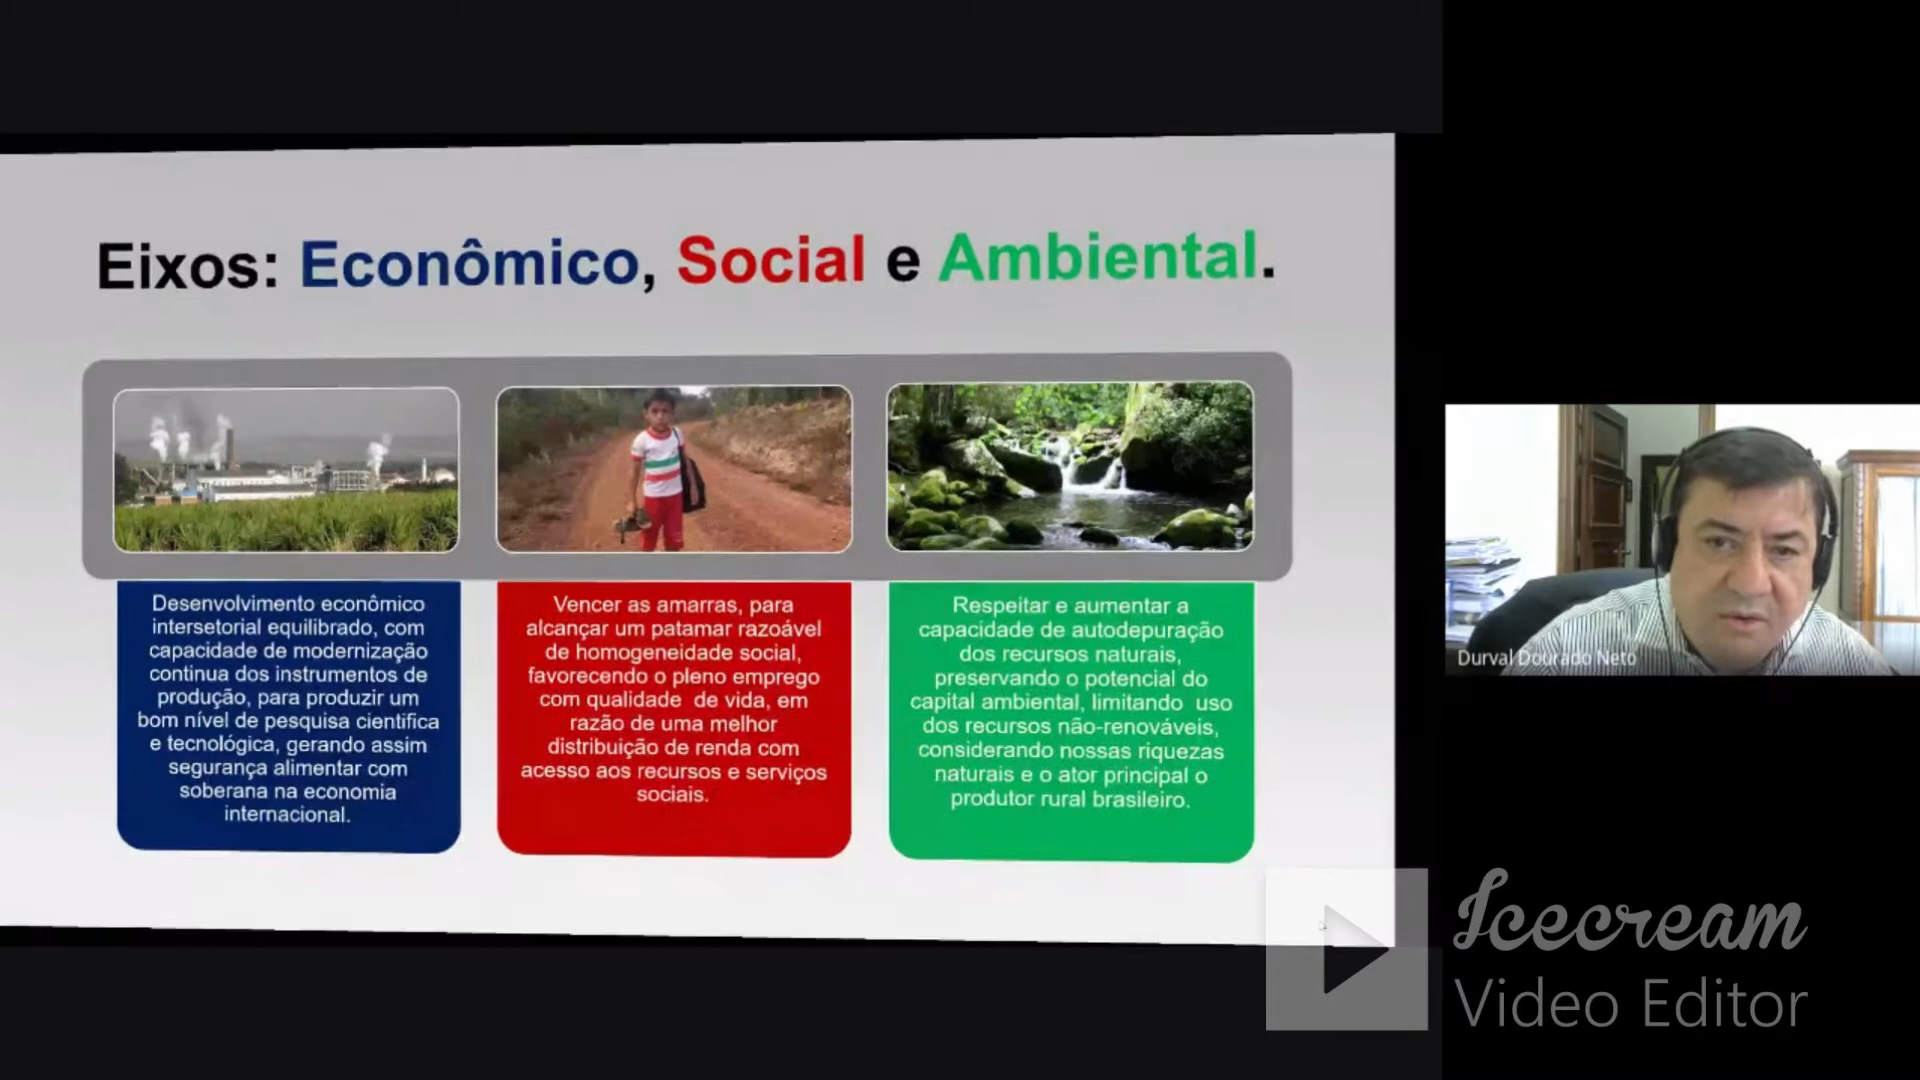 Eixos: Econômico, Social e Ambiental.
Desenvolvimento econômico
intersetorial equilibrado, com
capacidade de modernização
continua dos instrumentos de
produção, para produzir um
bom nível de pesquisa cientifica
e tecnológica, gerando assim
segurança alimentar com
soberana na economia
internacional.
Vencer as amarras, para
alcançar um patamar razoável
de homogeneidade social,
favorecendo o pleno emprego
com qualidade de vida, em
razão de uma melhor
distribuição de renda com
acesso aos recursos e serviços
sociais.
Respeitar e aumentar a
capacidade de autodepuração
dos recursos naturais,
preservando o potencial do
capital ambiental, limitando uso
dos recursos não-renováveis,
considerando nossas riquezas
naturais e o ator principal o
produtor rural brasileiro.
Durval Dourado Neto
Icecream
Video Editor